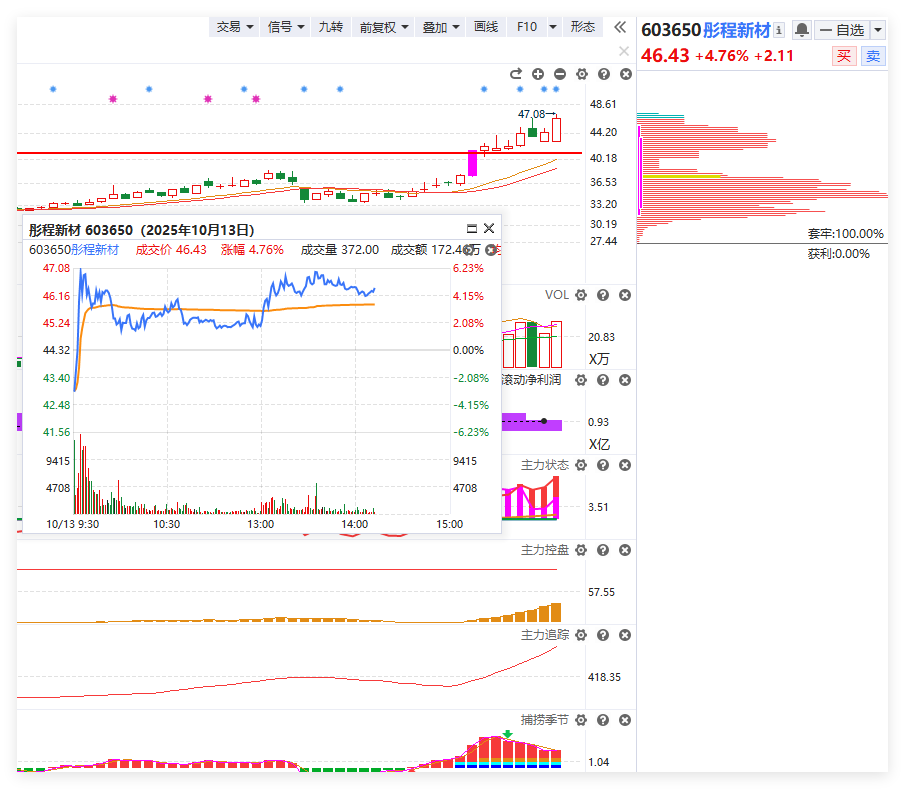 交易 信号 九转 前复权 叠加 画线 F10 形态
603650彤程新材 自选
46.43 +4.76% +2.11 买 卖
47.08
48.61
44.20
40.18
36.53
33.20
30.19
27.44
套牢:100.00%
获利:0.00%
彤程新材 603650（2025年10月13日）
603650彤程新材 成交价 46.43 涨幅 4.76% 成交量 372.00 成交额 172.46万
47.08 6.23%
46.16 4.15%
45.24 2.08%
44.32 0.00%
43.40 -2.08%
42.48 -4.15%
41.56 -6.23%
9415 9415
4708 4708
10/13 9:30 10:30 13:00 14:00 15:00
VOL
20.83
X万
滚动净利润
0.93
X亿
主力状态
3.51
主力控盘
57.55
主力追踪
418.35
捕捞季节
1.04